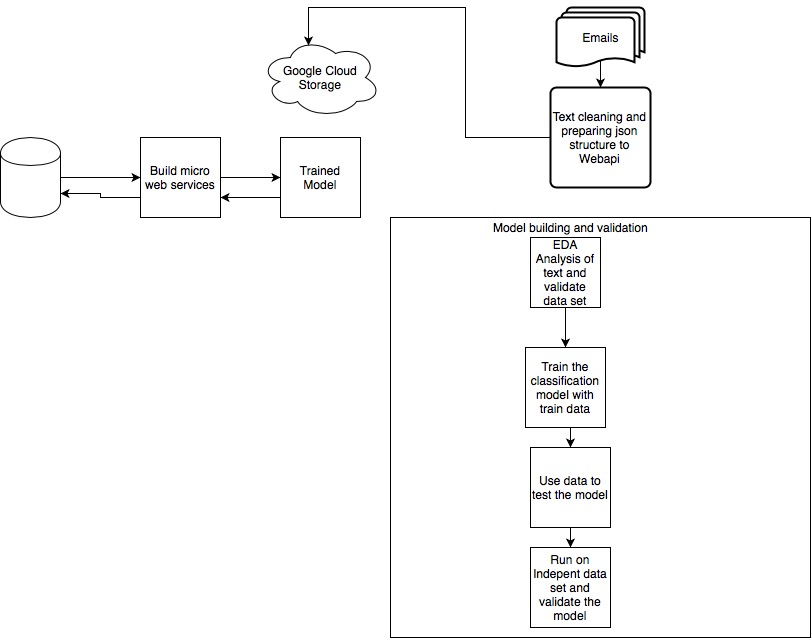 Emails
Google Cloud
Storage
Text cleaning and
preparing json
structure to
Webapi
Build micro
web services
Trained
Model
Model building and validation
EDA
Analysis of
text and
validate
data set
Train the
classification
model with
train data
Use data to
test the model
Run on
Indepent data
set and
validate the
model